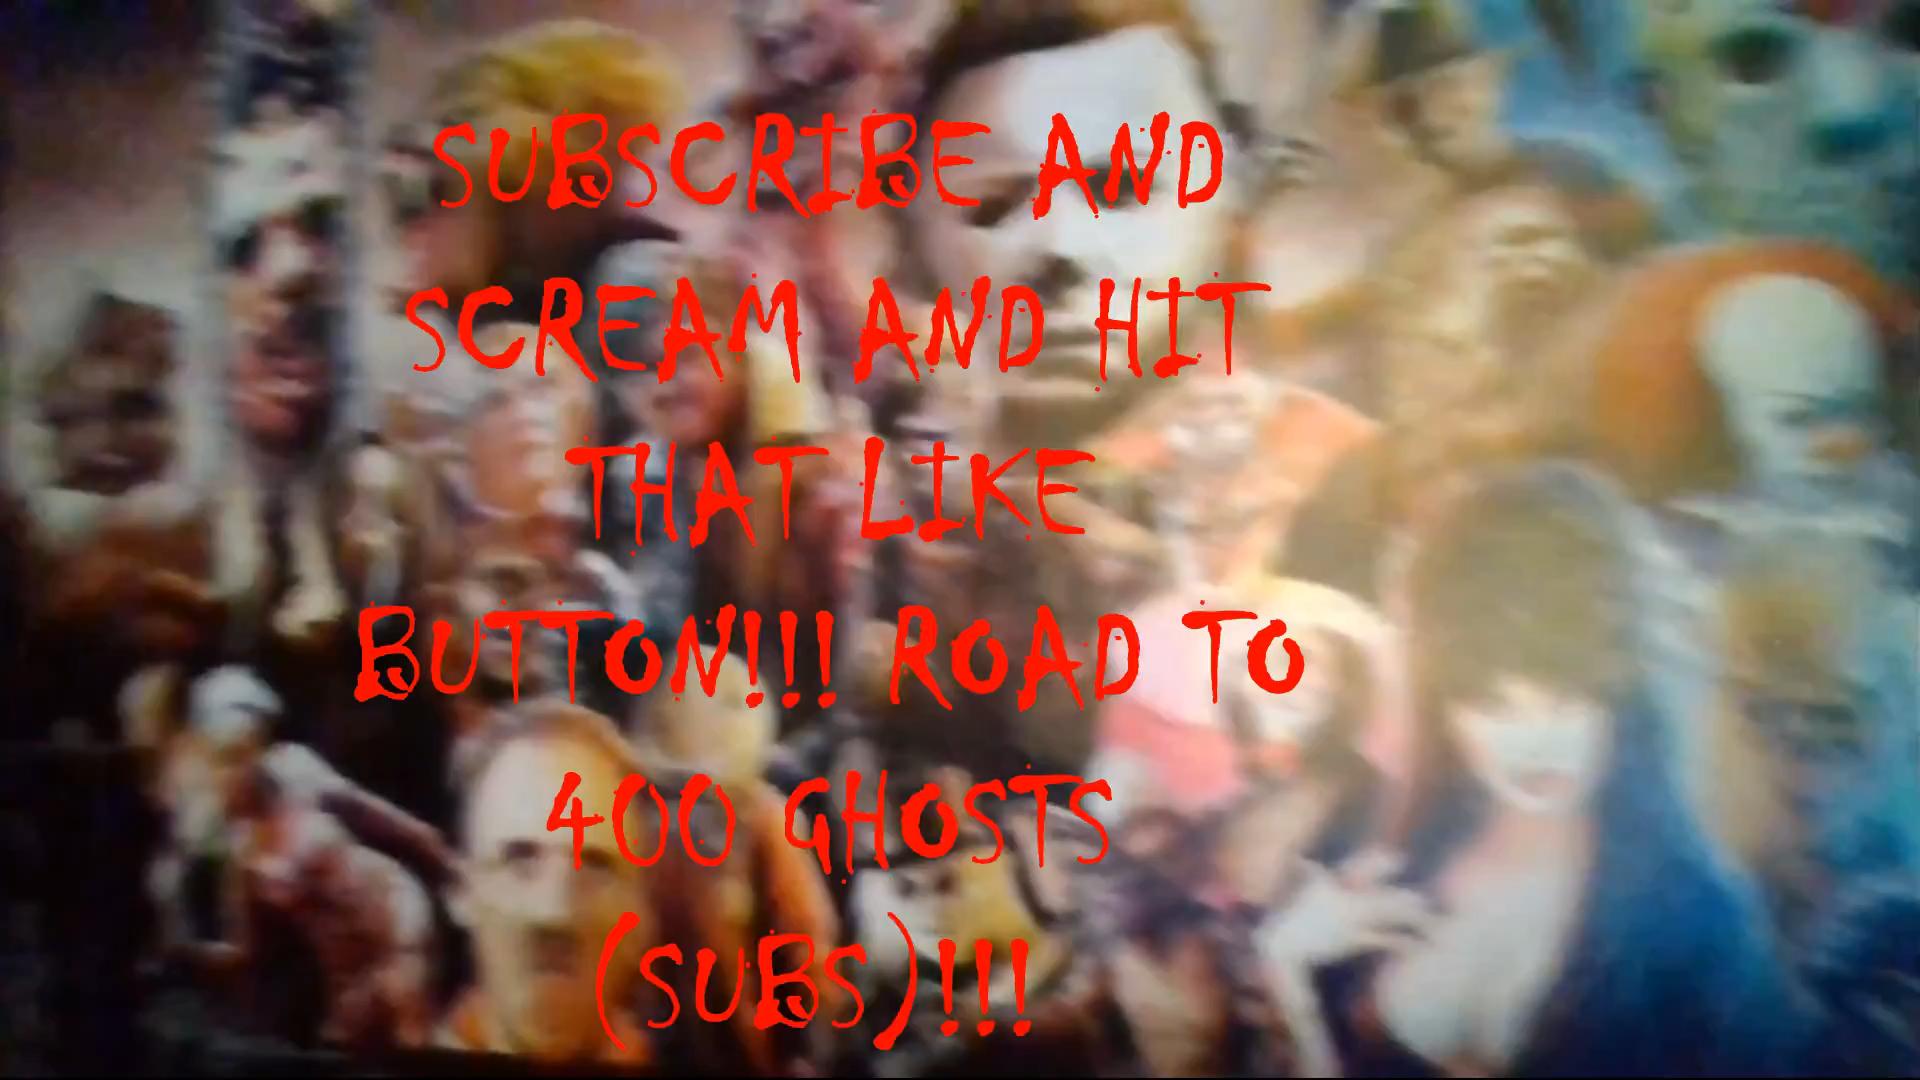 SUBSCRIBE AND
SCREAM AND HIT
THAT LIKE
BUTTON!!! ROAD TO
400 GHOSTS
(SUBS)!!!